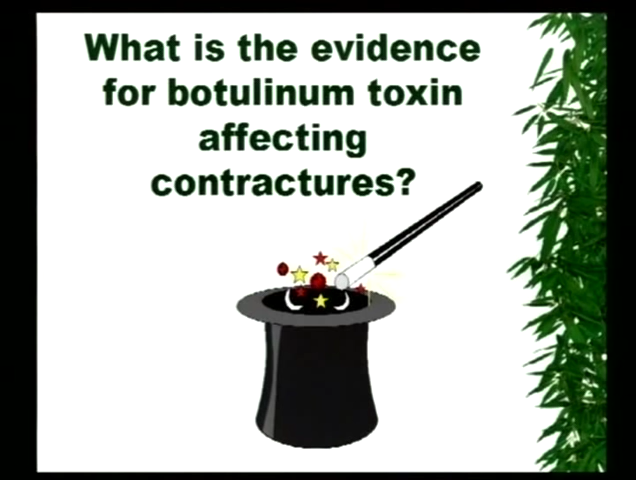 What is the evidence
for botulinum toxin
affecting
contractures?